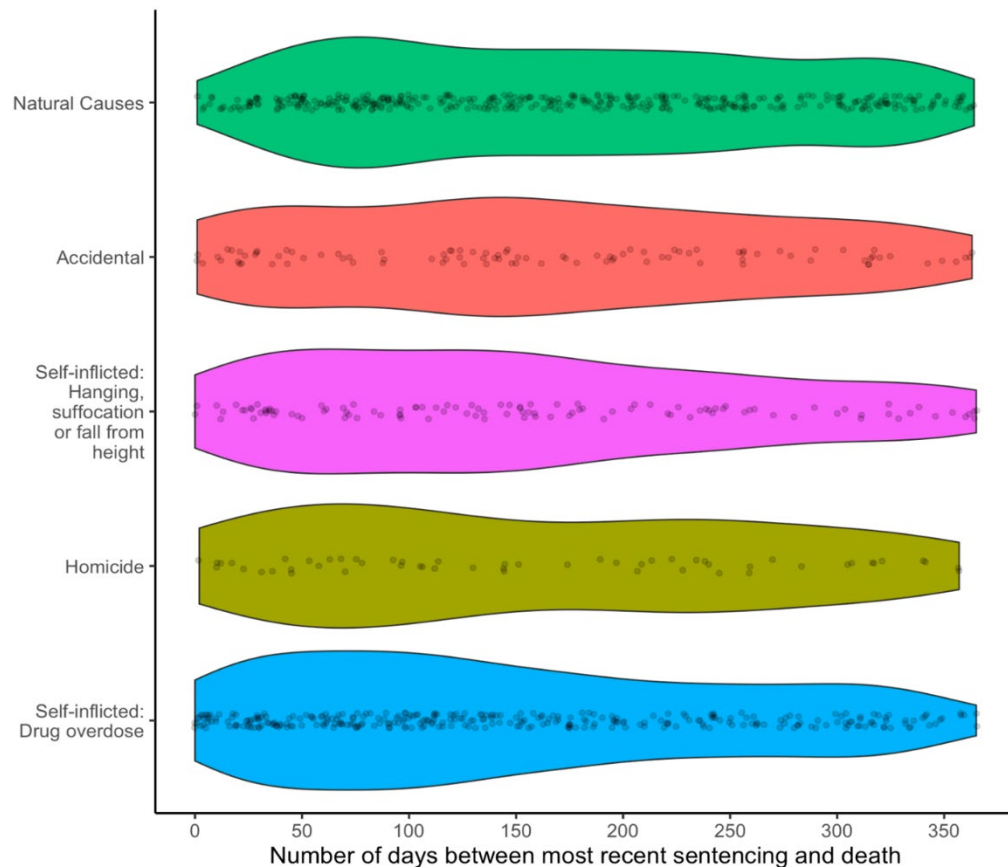 Natural Causes
Accidental
Self-inflicted:
Hanging,
suffocation
or fall from
height
Homicide
Self-inflicted:
Drug overdose
0 50 100 150 200 250 300 350
Number of days between most recent sentencing and death